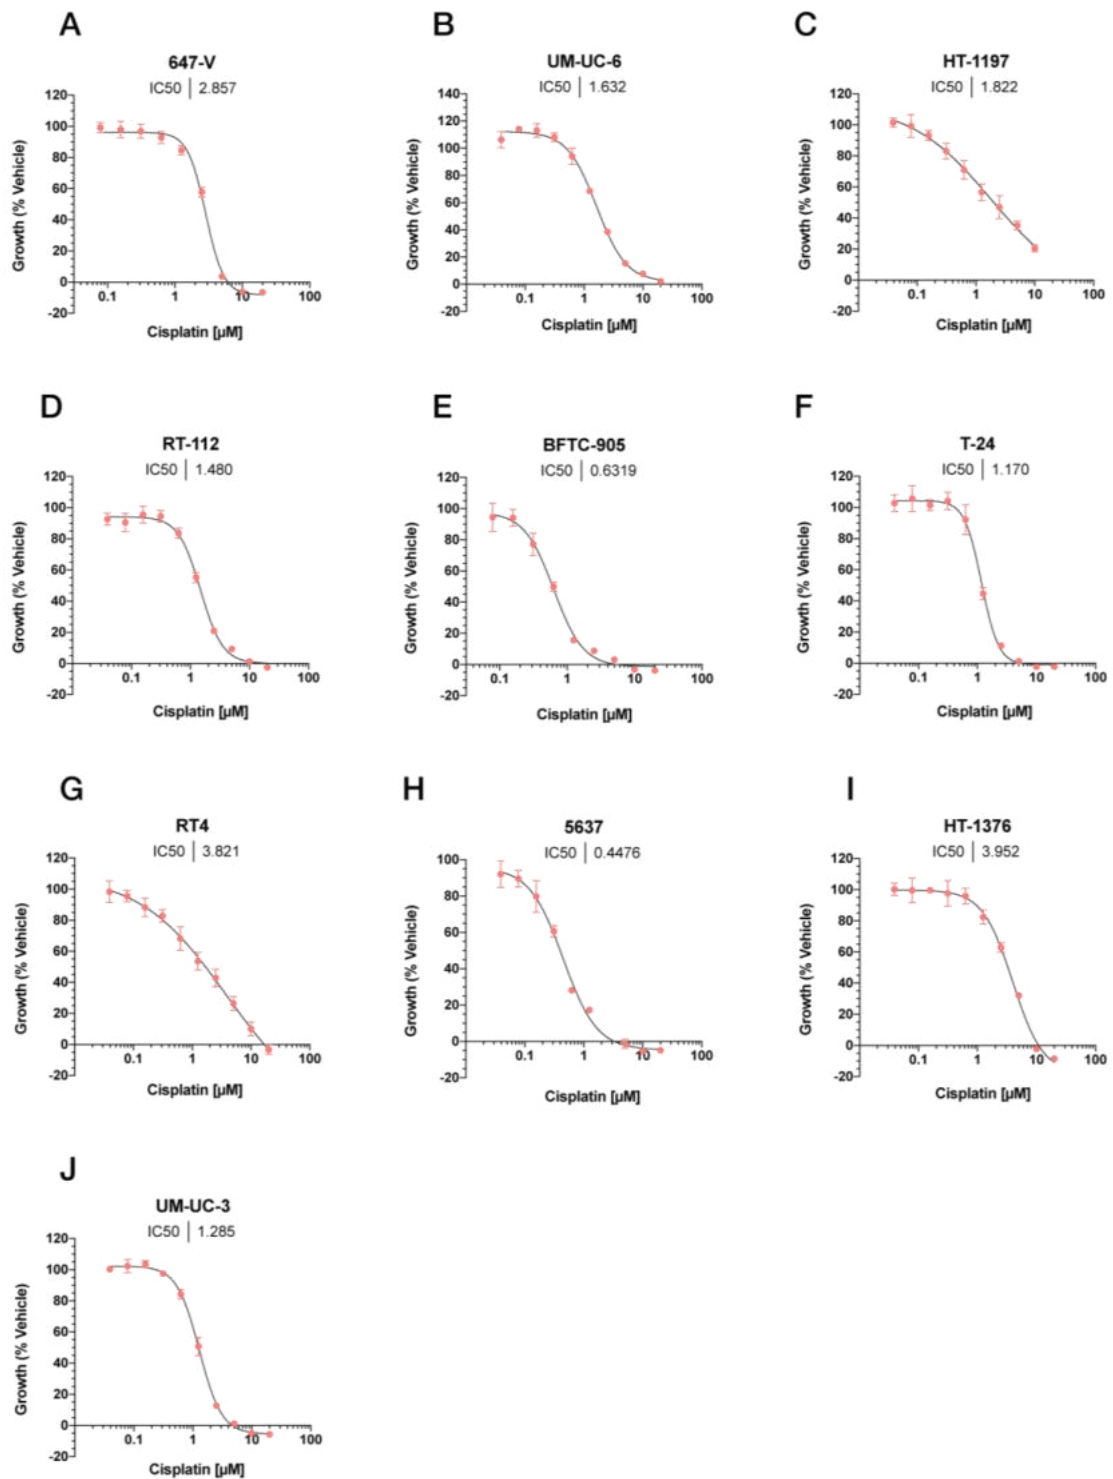 A
647-V
IC50 | 2.857
120
100
80
60
40
20
0
-20
0.1 1 10 100
Growth (% Vehicle)
Cisplatin [µM]
B
UM-UC-6
IC50 | 1.632
140
120
100
80
60
40
20
0
-20
0.1 1 10 100
Growth (% Vehicle)
Cisplatin [µM]
C
HT-1197
IC50 | 1.822
120
100
80
60
40
20
0
-20
0.1 1 10 100
Growth (% Vehicle)
Cisplatin [µM]
D
RT-112
IC50 | 1.480
120
100
80
60
40
20
0
-20
0.1 1 10 100
Growth (% Vehicle)
Cisplatin [µM]
E
BFTC-905
IC50 | 0.6319
120
100
80
60
40
20
0
-20
0.1 1 10 100
Growth (% Vehicle)
Cisplatin [µM]
F
T-24
IC50 | 1.170
120
100
80
60
40
20
0
-20
0.1 1 10 100
Growth (% Vehicle)
Cisplatin [µM]
G
RT4
IC50 | 3.821
120
100
80
60
40
20
0
-20
0.1 1 10 100
Growth (% Vehicle)
Cisplatin [µM]
H
5637
IC50 | 0.4476
100
80
60
40
20
0
-20
0.1 1 10 100
Growth (% Vehicle)
Cisplatin [µM]
I
HT-1376
IC50 | 3.952
120
100
80
60
40
20
0
-20
0.1 1 10 100
Growth (% Vehicle)
Cisplatin [µM]
J
UM-UC-3
IC50 | 1.285
120
100
80
60
40
20
0
-20
0.1 1 10 100
Growth (% Vehicle)
Cisplatin [µM]